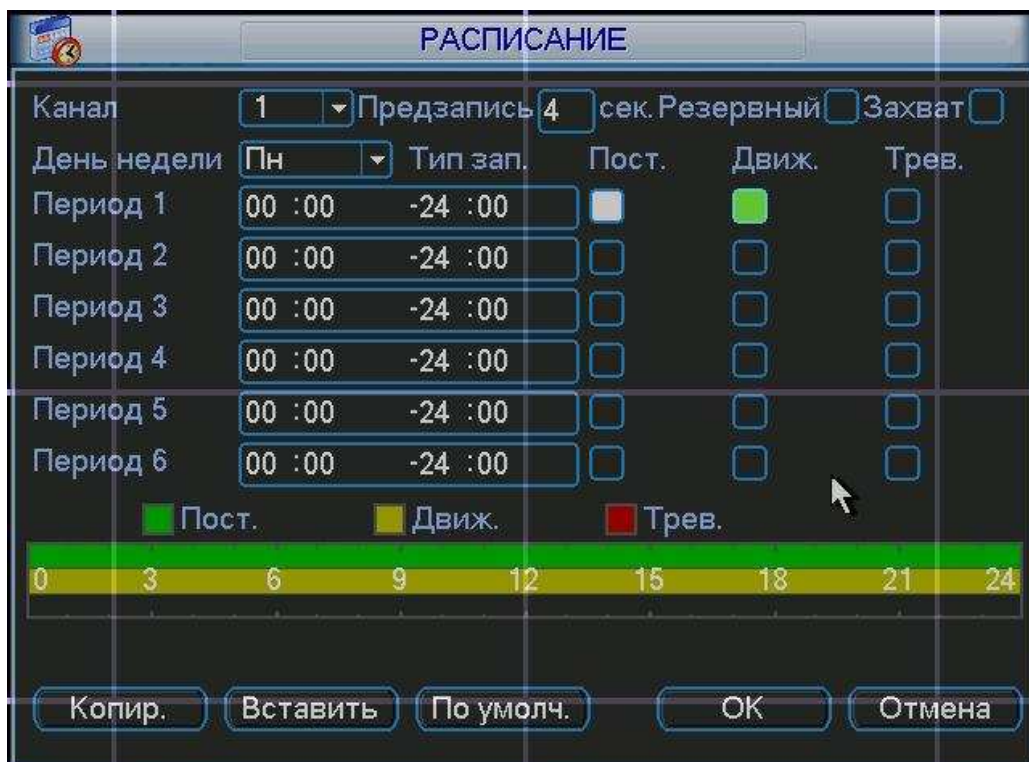 РАСПИСАНИЕ
Канал 1 Предзапись 4 сек. Резервный Захват
День недели Пн Тип зап. Пост. Движ. Трев.
Период 1 00 :00 -24 :00
Период 2 00 :00 -24 :00
Период 3 00 :00 -24 :00
Период 4 00 :00 -24 :00
Период 5 00 :00 -24 :00
Период 6 00 :00 -24 :00
Пост. Движ. Трев.
0 3 6 9 12 15 18 21 24
Копир. Вставить По умолч. OK Отмена